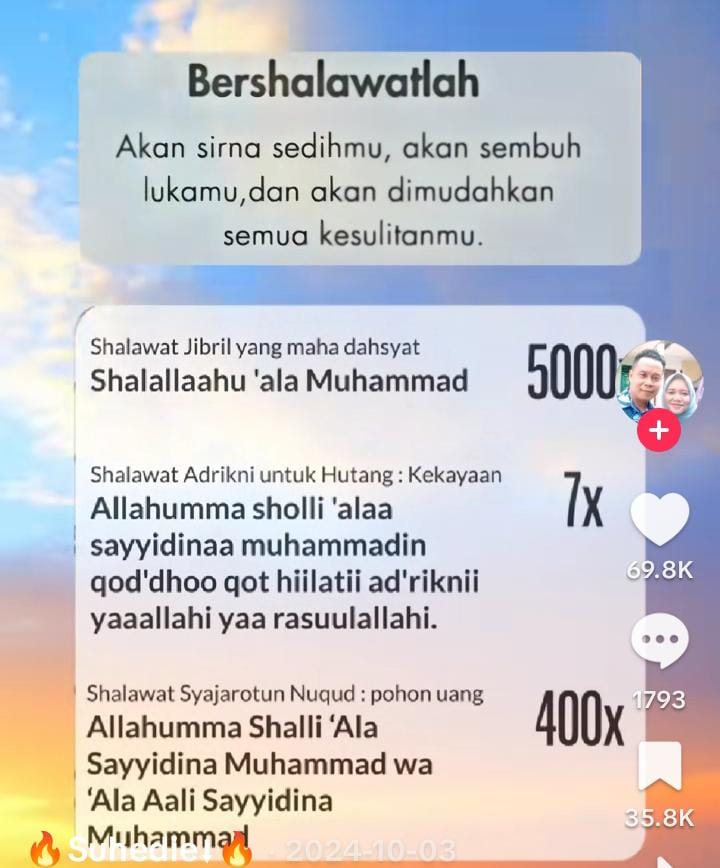 Bershalawatlah
Akan sirna sedihmu, akan sembuh
lukamu,dan akan dimudahkan
semua kesulitanmu.
Shalawat Jibril yang maha dahsyat
Shalallaahu 'ala Muhammad
5000
Shalawat Adrikni untuk Hutang : Kekayaan
7x
Allahumma sholli 'alaa
sayyidinaa muhammadin
qod'dhoo qot hiilatii ad'riknii
yaaallahi yaa rasuulallahi.
Shalawat Syajarotun Nuqud : pohon uang
400x
Allahumma Shalli ‘Ala
Sayyidina Muhammad wa
‘Ala Aali Sayyidina
Muhammad
69.8K
1793
35.8K
🔥 Suhedie 🔥 · 2024-10-03